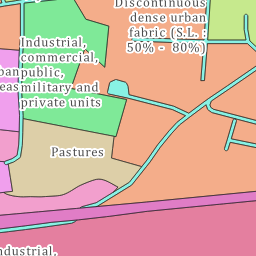 Discontinuous
dense urban
fabric (S.L. :
50% - 80%)
Industrial,
commercial,
public,
military and
private units
Pastures